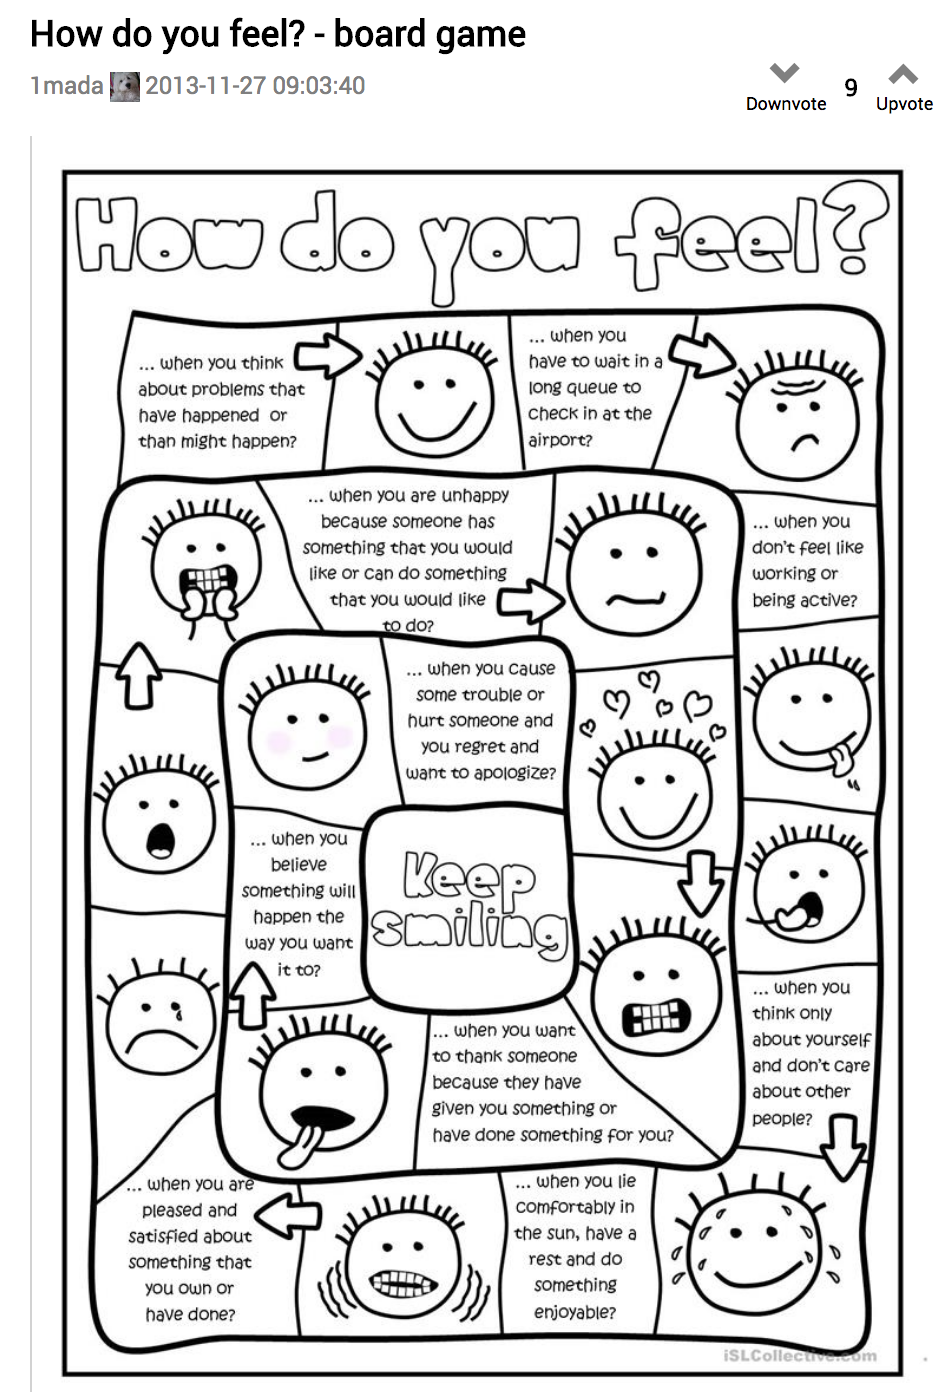 How do you feel? - board game
1mada 2013-11-27 09:03:40
Downvote
9
Upvote
How do you feel?
... when you think
about problems that
have happened or
than might happen?
... when you
have to wait in a
long queue to
check in at the
airport?
... when you are unhappy
because someone has
something that you would
like or can do something
that you would like
to do?
... when you
don't feel like
working or
being active?
... when you cause
some trouble or
hurt someone and
you regret and
want to apologize?
... when you
believe
something will
happen the
way you want
it to?
Keep
smiling
... when you
think only
about yourself
and don't care
about other
people?
... when you want
to thank someone
because they have
given you something or
have done something for you?
... when you are
pleased and
satisfied about
something that
you own or
have done?
... when you lie
comfortably in
the sun, have a
rest and do
something
enjoyable?
iSLCollective.com